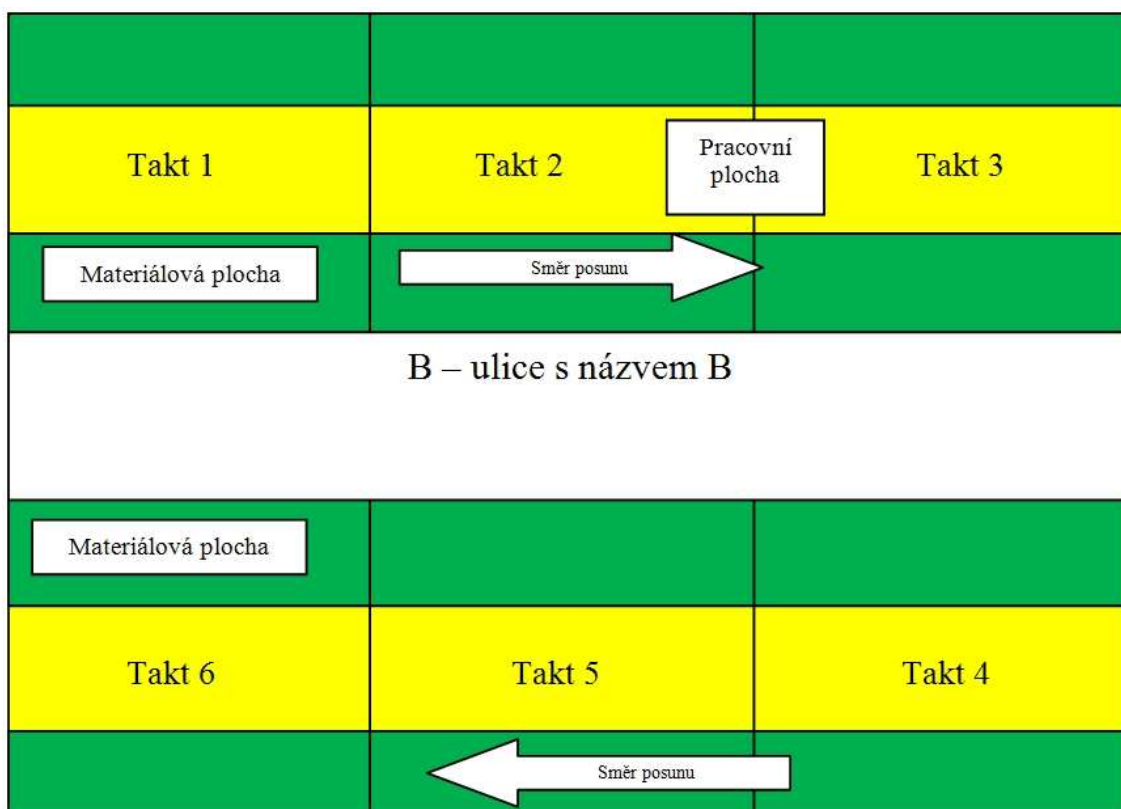 Takt 1
Takt 2
Pracovní
plocha
Takt 3
Materiálová plocha
Směr posunu
B – ulice s názvem B
Materiálová plocha
Takt 6
Takt 5
Takt 4
Směr posunu